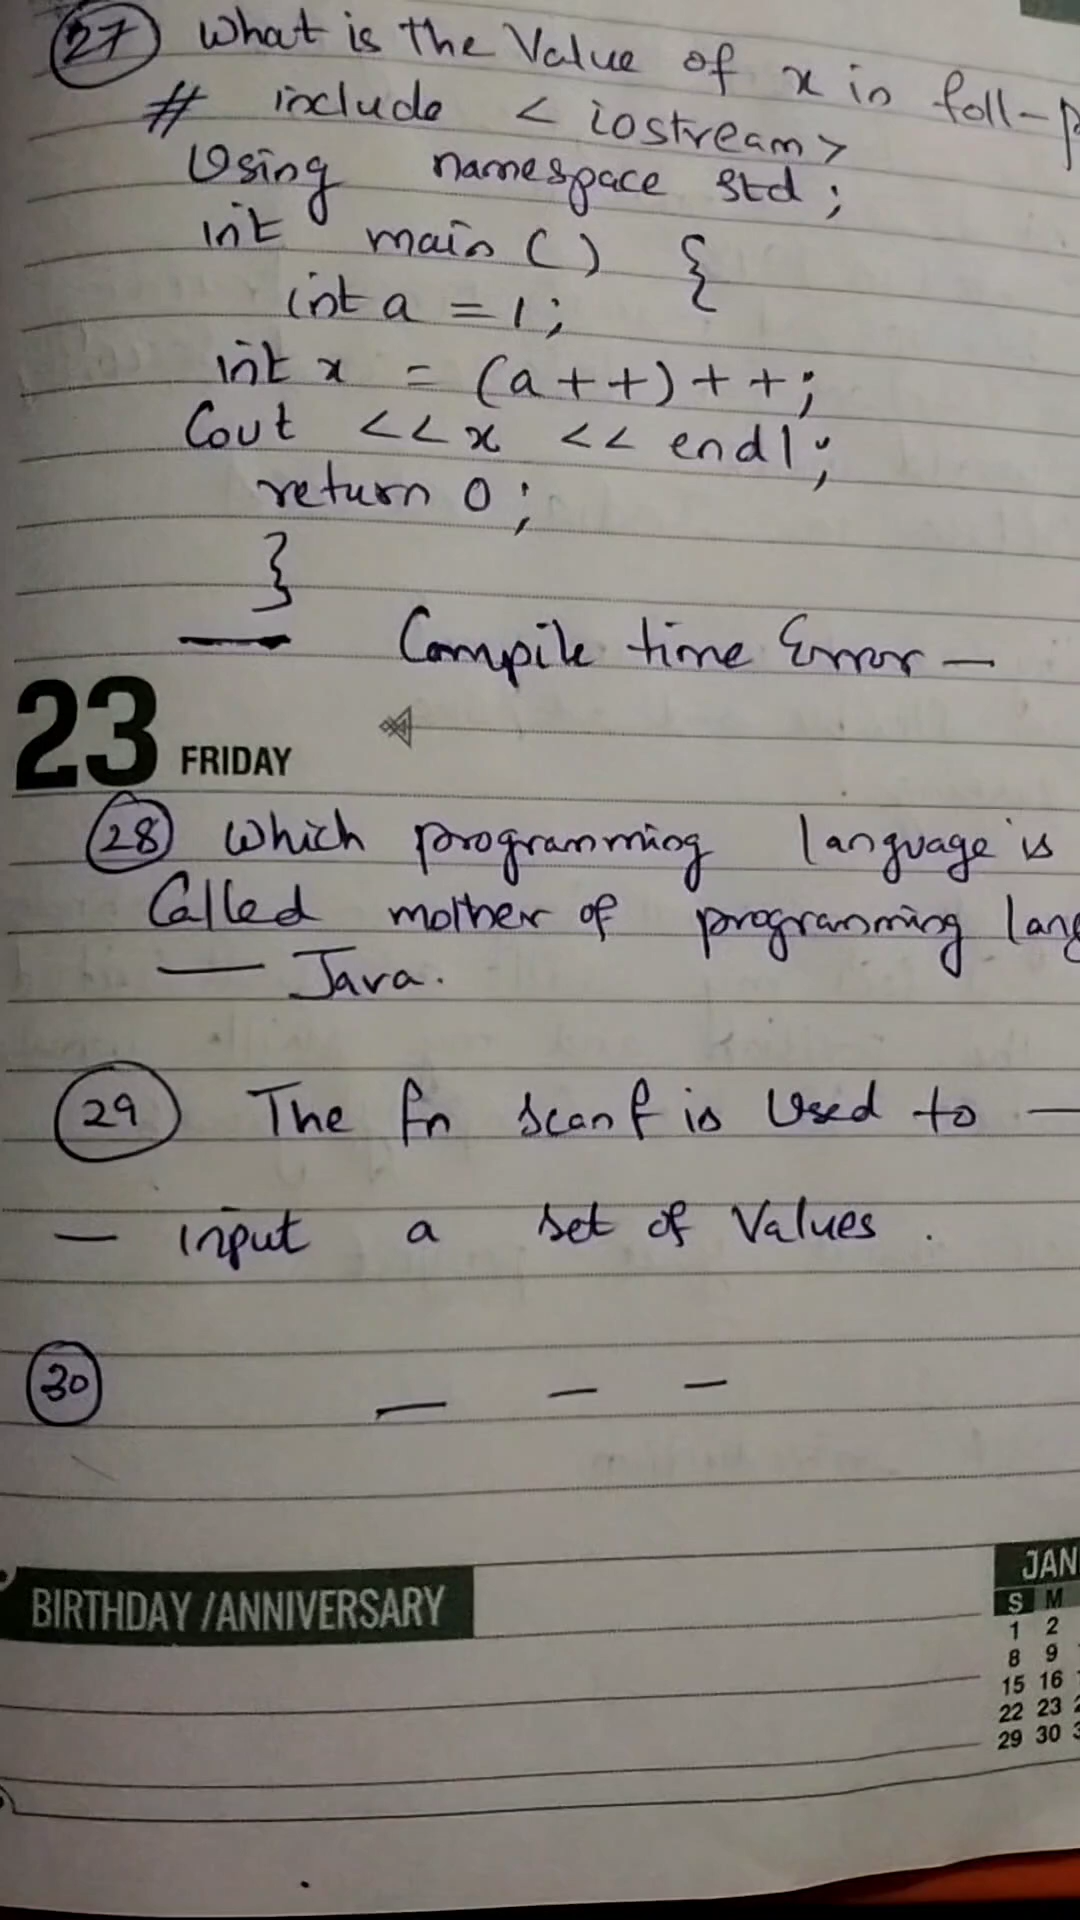 27 What is the Value of x in foll-
# include < iostream>
Using namespace std;
int main () {
int a = 1;
int x = (a++)++;
Cout <<x << endl;
return 0;
}
— Compile time Error —
23 FRIDAY
28 Which programming language is
Called mother of programming lang
— Java.
29 The fn scanf is Used to —
— input a set of Values .
30 — — —
BIRTHDAY /ANNIVERSARY
JAN
S M
1 2
8 9
15 16
22 23
29 30